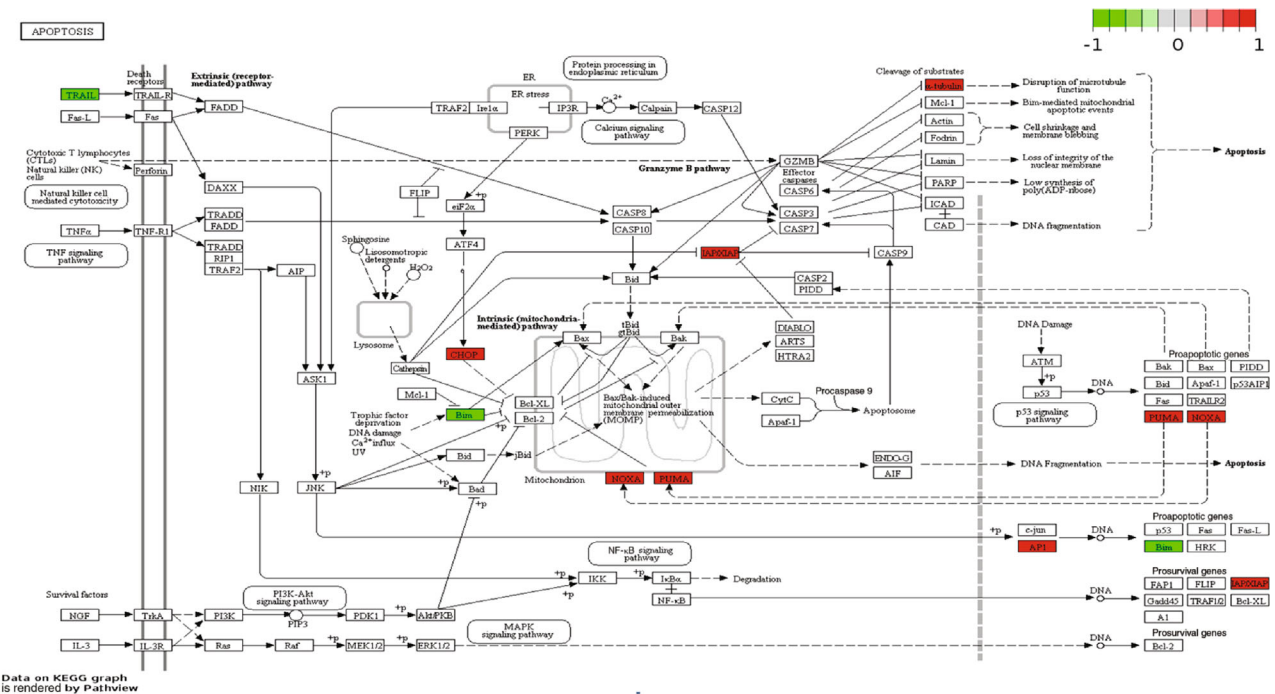 APOPTOSIS
-1 0 1
Death
receptors
Extrinsic (receptor-
mediated) pathway
TRAIL
TRAIL-R
FADD
Fas-L
Fas
Cytotoxic T lymphocytes
(CTLs)
Natural killer (NK)
cells
Perforin
Natural killer cell
mediated cytotoxicity
DAXX
TNFα
TNF-R1
TRADD
FADD
TRADD
RIP1
TRAF2
TNF signaling
pathway
AIP
ASK1
ER
ER stress
TRAF2
Ire1α
IP3R
PERK
Ca2+
Calpain
CASP12
Protein processing in
endoplasmic reticulum
Calcium signaling
pathway
FLIP
+p
eiF2α
ATF4
CHOP
Sphingosine
Lisosomotropic
detergents
H2O2
Lysosome
Cathepsin
Granzyme B pathway
GZMB
Effector
caspases
CASP6
CASP3
CASP7
CASP8
CASP10
IAP/XIAP
CASP9
Bid
CASP2
PIDD
tBid
gtBid
Intrinsic (mitochondria-
mediated) pathway
Bax
Bak
DIABLO
ARTS
HTRA2
Mcl-1
Bim
Bcl-XL
Bcl-2
+p
Trophic factor
deprivation
DNA damage
Ca2+influx
UV
Bax/Bak-induced
mitochondrial outer
membrane permeabilization
(MOMP)
CytC
Apaf-1
Procaspase 9
Apoptosome
Bid
jBid
Bad
+p
+p
Mitochondrion
NOXA
PUMA
ENDO-G
AIF
DNA Fragmentation
Apoptosis
Cleavage of substrates
α-tubulin
Mcl-1
Actin
Fodrin
Lamin
PARP
ICAD
CAD
Disruption of microtubule
function
Bim-mediated mitochondrial
apoptotic events
Cell shrinkage and
membrane blebbing
Loss of integrity of the
nuclear membrane
Low synthesis of
poly(ADP-ribose)
DNA fragmentation
Apoptosis
DNA Damage
ATM
+p
p53
DNA
p53 signaling
pathway
Proapoptotic genes
Bak
Bax
PIDD
Bid
Apaf-1
p53AIP1
Fas
TRAILR2
PUMA
NOXA
NIK
+p
JNK
+p
c-jun
AP1
DNA
Proapoptotic genes
p53
Fas
Fas-L
Bim
HRK
NF-κB signaling
pathway
+p
+p
IKK
+p
IκBα
Degradation
NF-κB
DNA
Prosurvival genes
EAP1
FLIP
IAP/XIAP
Gadd45
TRAF1/2
Bcl-XL
A1
Survival factors
NGF
TrkA
PI3K
PI3K-Akt
signaling pathway
PIP3
PDK1
+p
Akt/PKB
IL-3
IL-3R
Ras
Raf
+p
MEK1/2
+p
ERK1/2
MAPK
signaling pathway
DNA
Prosurvival genes
Bcl-2
Data on KEGG graph
is rendered by Pathview